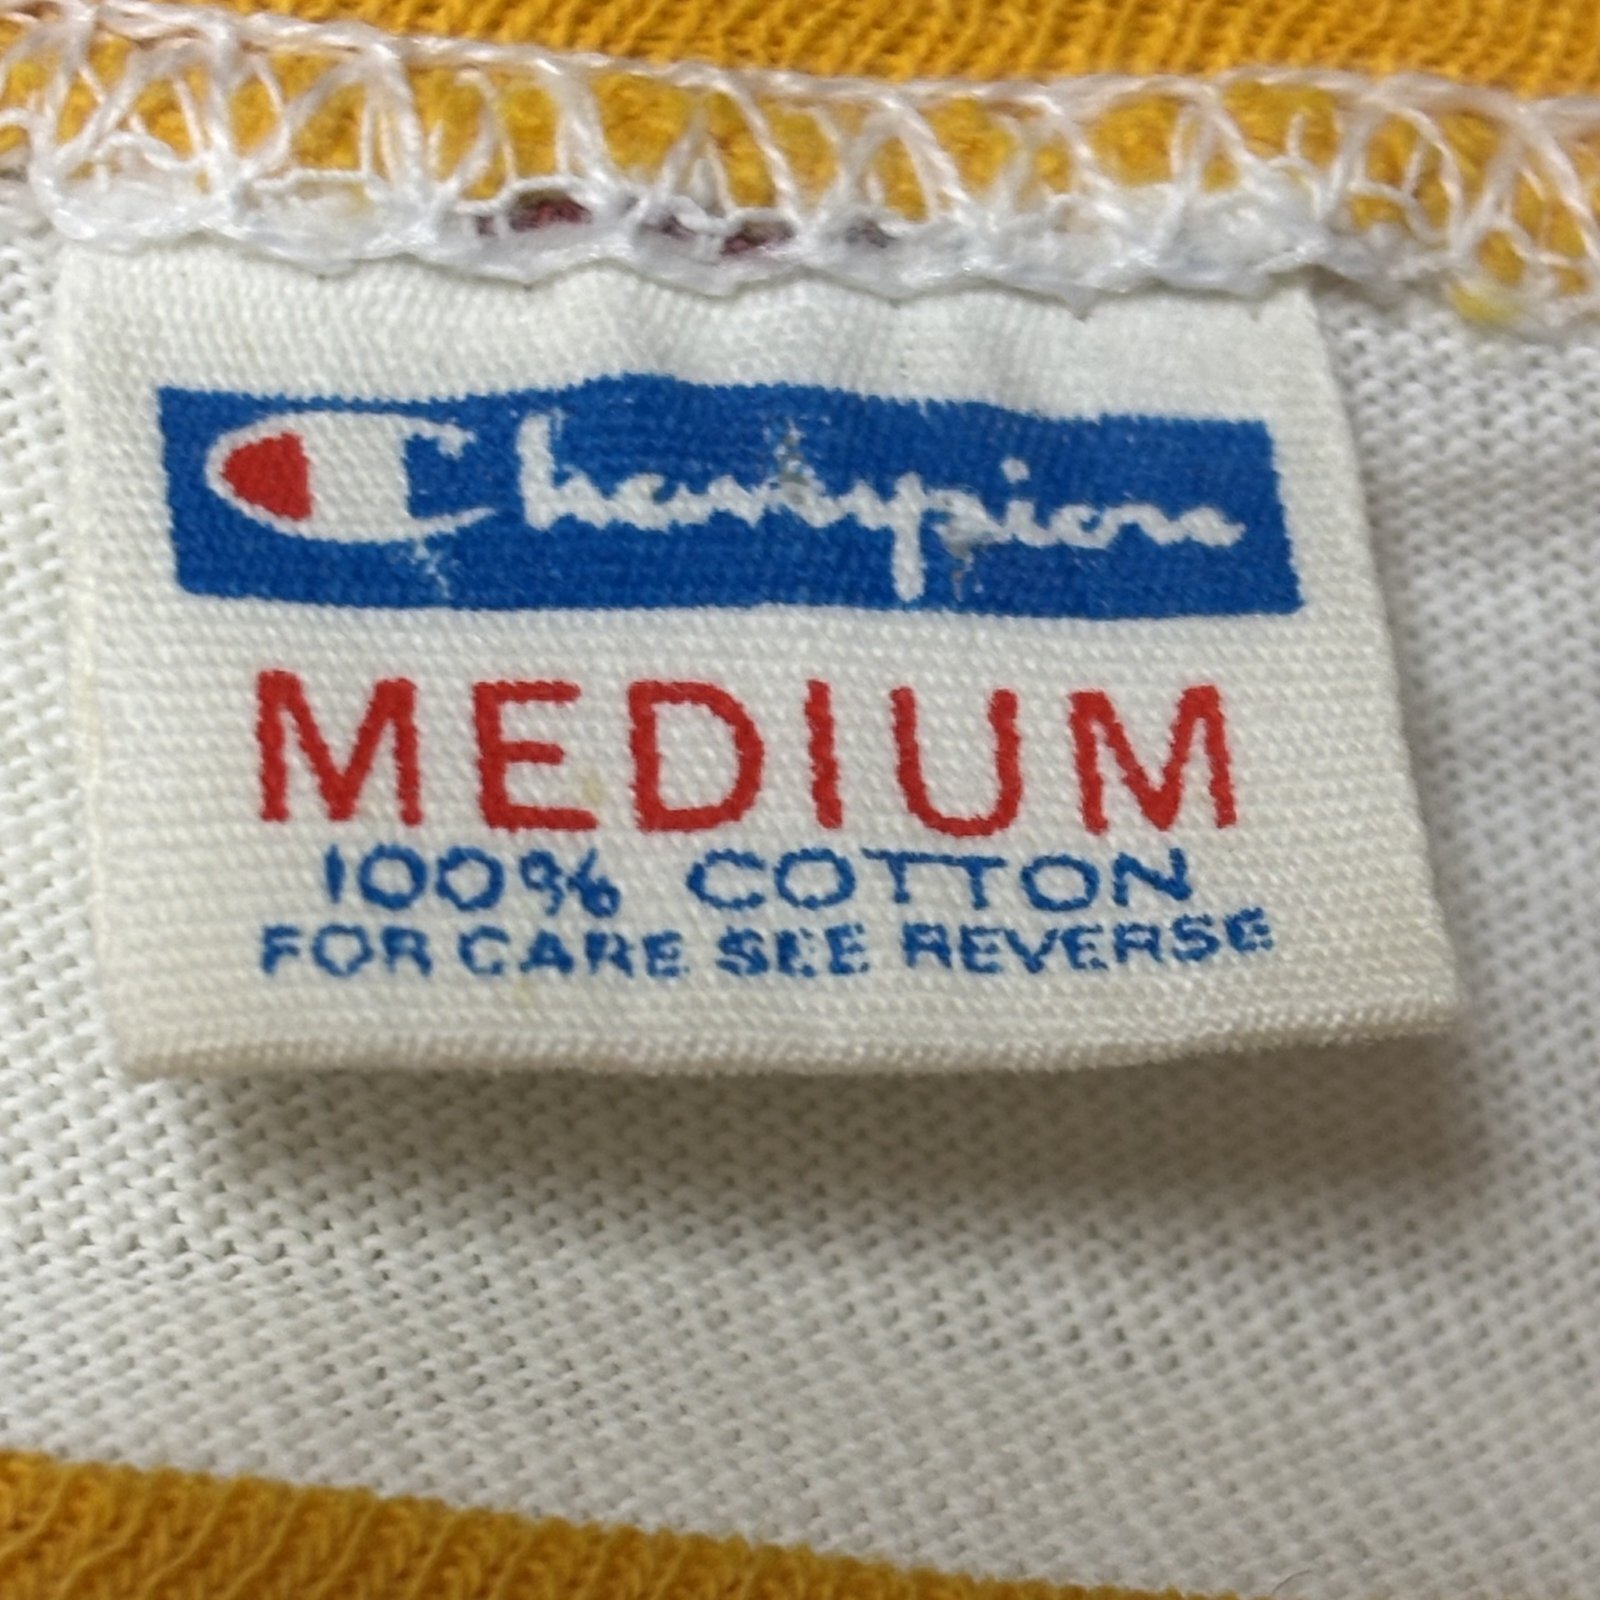 Champion
MEDIUM
100% COTTON
FOR CARE SEE REVERSE